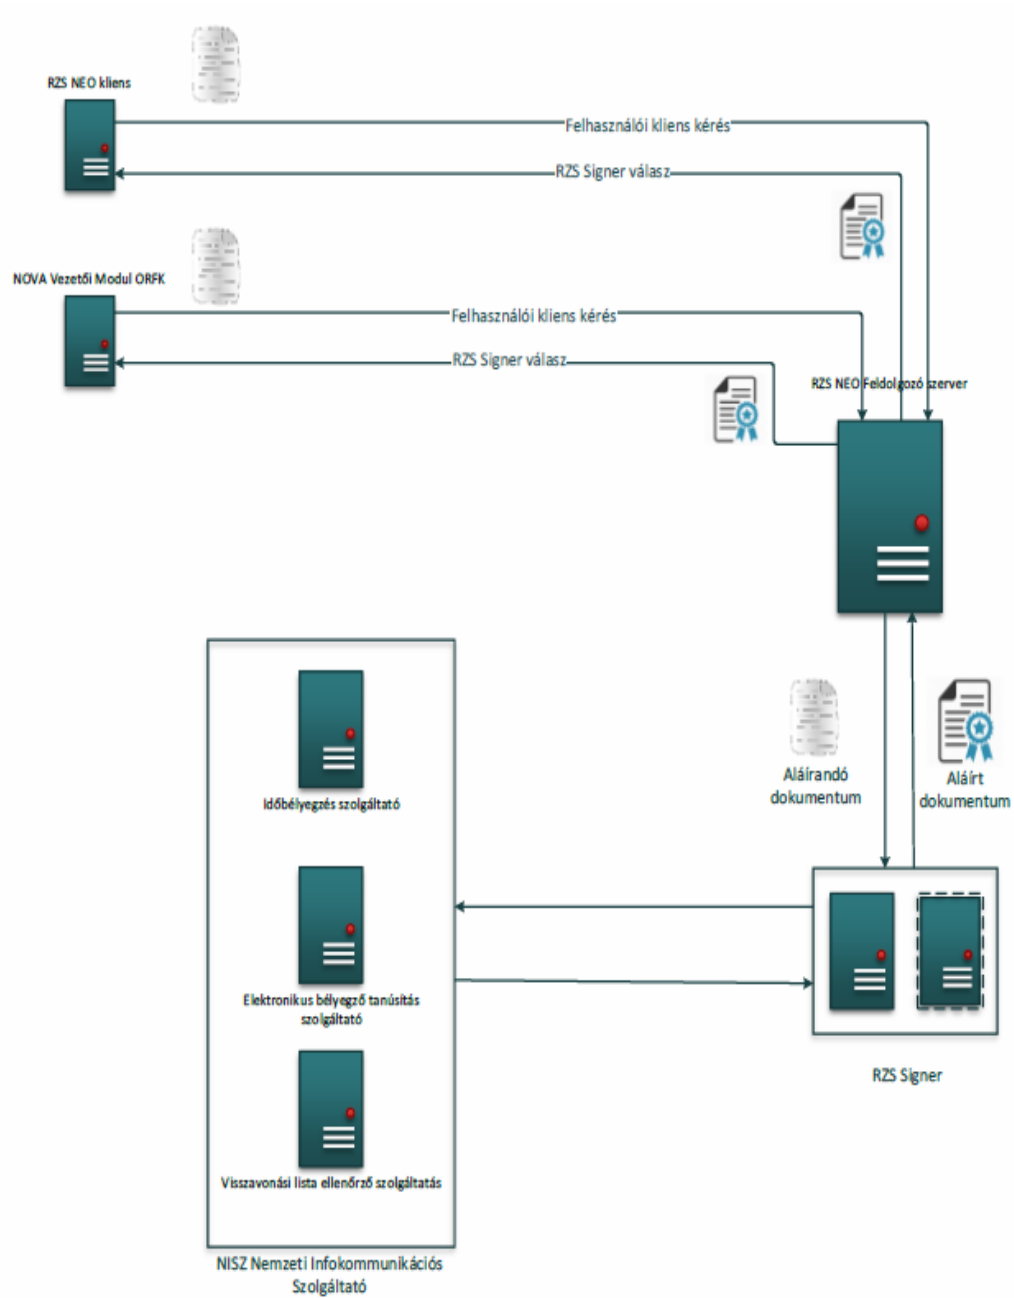 RZS NEO kliens
Felhasználói kliens kérés
RZS Signer válasz
NOVA Vezetői Modul ORFK
Felhasználói kliens kérés
RZS Signer válasz
RZS NEO Feldolgozó szerver
Aláírandó
dokumentum
Aláírt
dokumentum
Időbélyegzés szolgáltató
Elektronikus bélyegző tanúsítás
szolgáltató
RZS Signer
Visszavonási lista ellenőrző szolgáltatás
NISZ Nemzeti Infokommunikációs
Szolgáltató